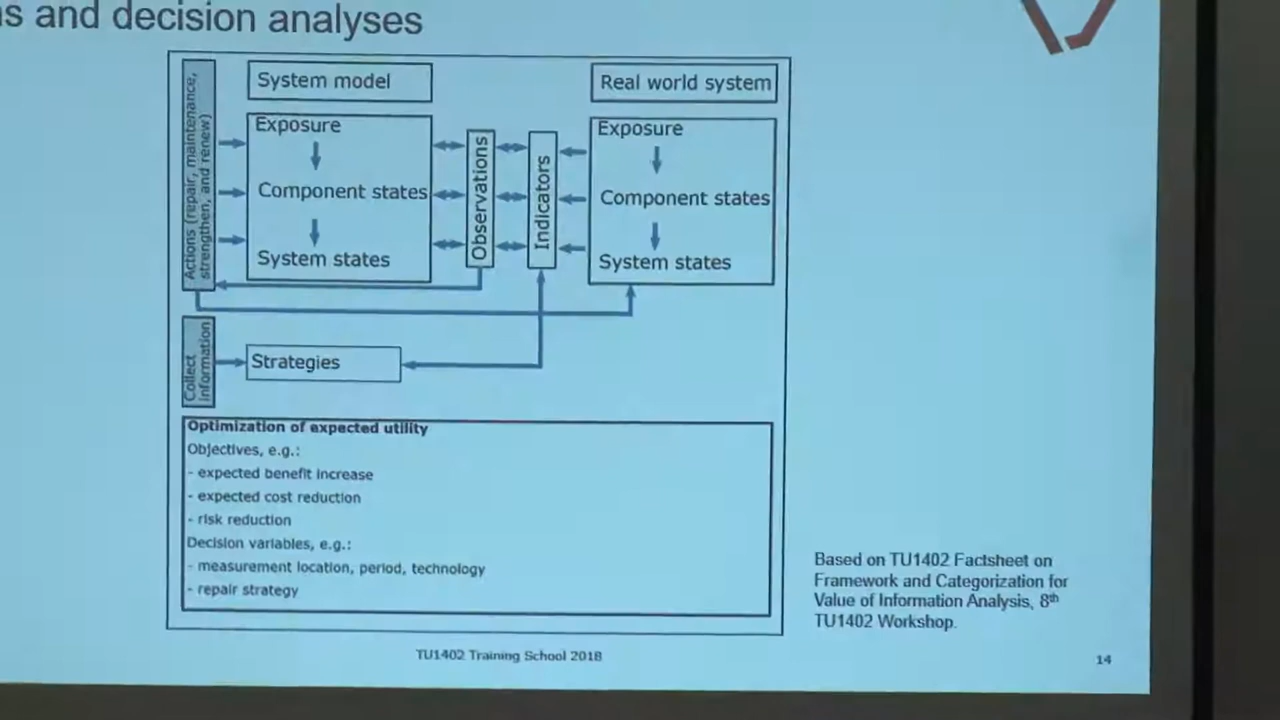 and decision analyses
System model
Real world system
Actions (repair, maintenance,
strengthen, and renew)
Exposure
Component states
System states
Observations
Indicators
Exposure
Component states
System states
Collect
information
Strategies
Optimization of expected utility
Objectives, e.g.:
- expected benefit increase
- expected cost reduction
- risk reduction
Decision variables, e.g.:
- measurement location, period, technology
- repair strategy
Based on TU1402 Factsheet on
Framework and Categorization for
Value of Information Analysis, 8th
TU1402 Workshop.
TU1402 Training School 2018
14